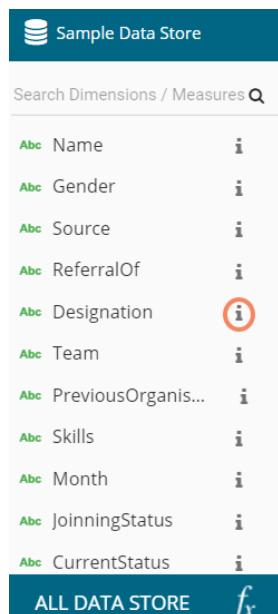 Sample Data Store
Search Dimensions / Measures
Abc Name i
Abc Gender i
Abc Source i
Abc ReferralOf i
Abc Designation i
Abc Team i
Abc PreviousOrganis... i
Abc Skills i
Abc Month i
Abc JoinningStatus i
Abc CurrentStatus i
ALL DATA STORE fx